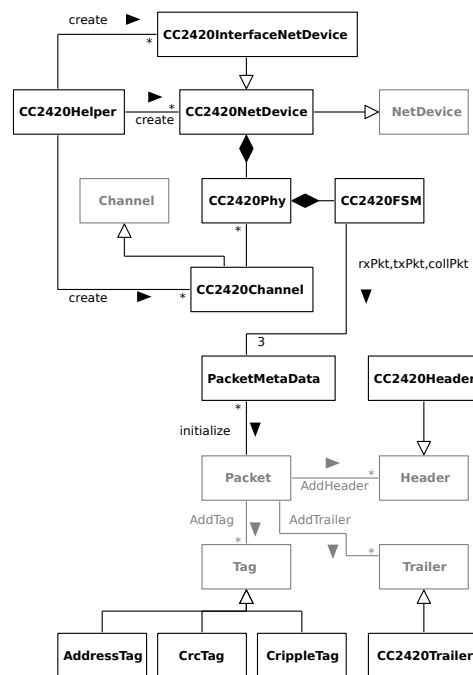 create
*
CC2420InterfaceNetDevice
CC2420Helper
*
create
CC2420NetDevice
NetDevice
Channel
CC2420Phy
CC2420FSM
*
rxPkt,txPkt,collPkt
create
*
CC2420Channel
3
PacketMetaData
CC2420Header
*
initialize
Packet
*
AddHeader
Header
AddTag
AddTrailer
*
*
Tag
Trailer
AddressTag
CrcTag
CrippleTag
CC2420Trailer